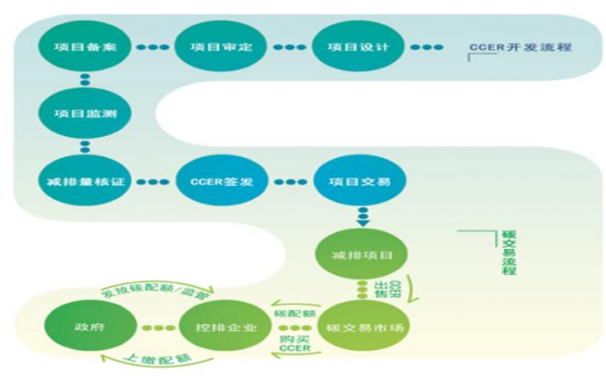 项目备案
项目审定
项目设计
CCER开发流程
项目监测
减排量核证
CCER签发
项目交易
减排项目
碳交易流程
出售CCER
发放碳配额/监管
碳配额
政府
控排企业
碳交易市场
购买
CCER
上缴配额